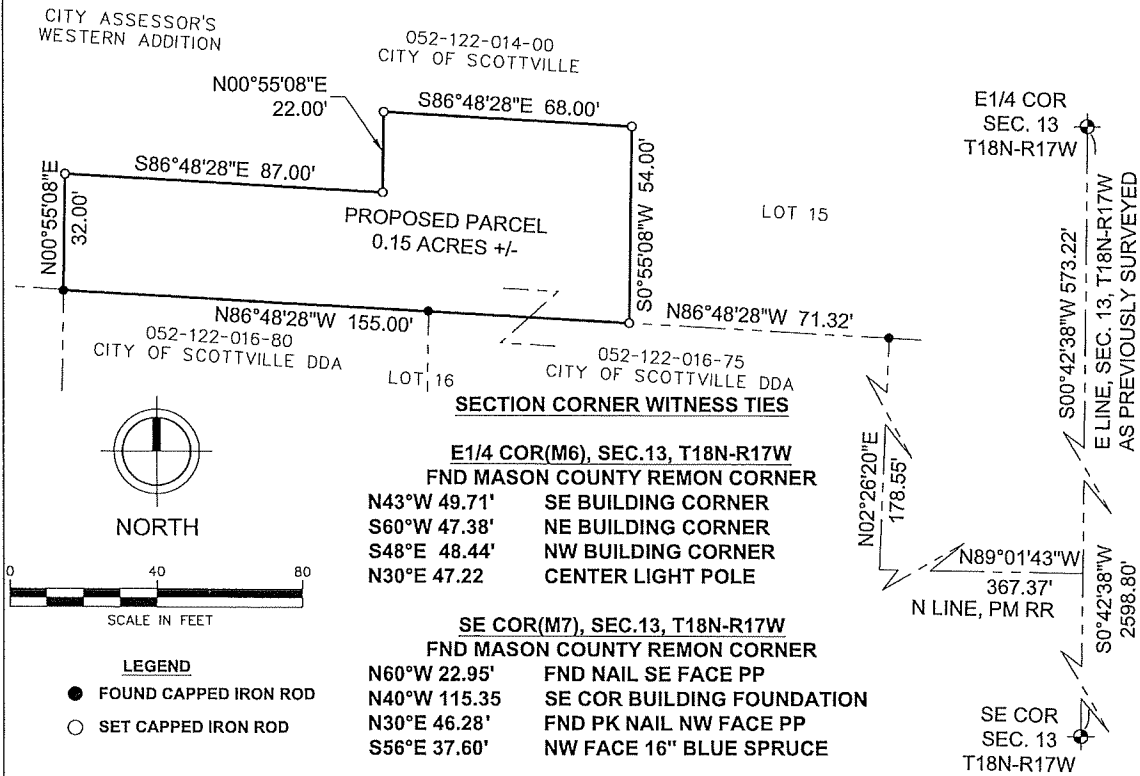 CITY ASSESSOR'S
WESTERN ADDITION
052-122-014-00
CITY OF SCOTTVILLE
N00°55'08"E
22.00'
S86°48'28"E 68.00'
E1/4 COR
SEC. 13
T18N-R17W
N00°55'08"E
32.00'
S86°48'28"E 87.00'
PROPOSED PARCEL
0.15 ACRES +/-
S0°55'08"W 54.00'
LOT 15
S00°42'38"W 573.22'
E LINE, SEC. 13, T18N-R17W
AS PREVIOUSLY SURVEYED
N86°48'28"W 155.00'
N86°48'28"W 71.32'
052-122-016-80
CITY OF SCOTTVILLE DDA
052-122-016-75
CITY OF SCOTTVILLE DDA
LOT 16
SECTION CORNER WITNESS TIES
E1/4 COR(M6), SEC.13, T18N-R17W
FND MASON COUNTY REMON CORNER
N43°W 49.71' SE BUILDING CORNER
S60°W 47.38' NE BUILDING CORNER
S48°E 48.44' NW BUILDING CORNER
N30°E 47.22 CENTER LIGHT POLE
NORTH
N02°26'20"E
178.55'
N89°01'43"W
367.37'
N LINE, PM RR
S0°42'38"W
2598.80'
0 40 80
SCALE IN FEET
SE COR(M7), SEC.13, T18N-R17W
FND MASON COUNTY REMON CORNER
N60°W 22.95' FND NAIL SE FACE PP
N40°W 115.35 SE COR BUILDING FOUNDATION
N30°E 46.28' FND PK NAIL NW FACE PP
S56°E 37.60' NW FACE 16" BLUE SPRUCE
LEGEND
FOUND CAPPED IRON ROD
SET CAPPED IRON ROD
SE COR
SEC. 13
T18N-R17W